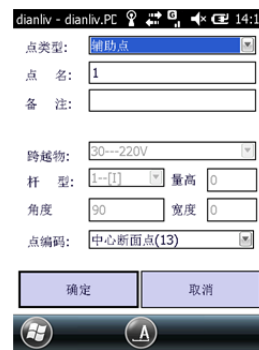 dianliv - dianliv.PD 14:1
点类型: 辅助点
点 名: 1
备 注:
跨越物: 30---220V
杆 型: 1--[I] 量高 0
角度 90 宽度 0
点编码: 中心断面点(13)
确定 取消
A